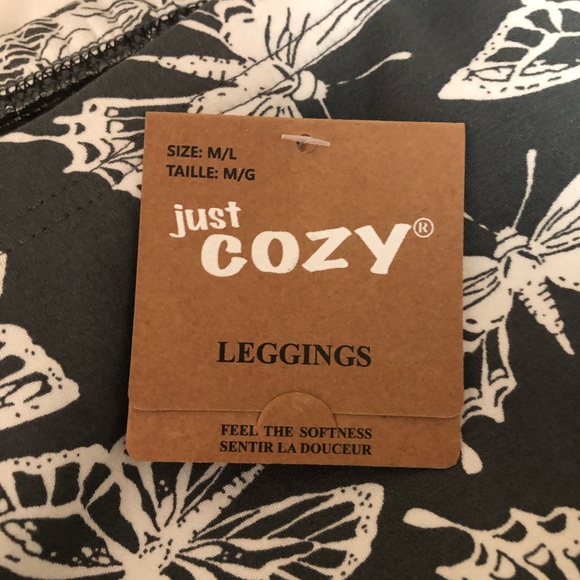 SIZE: M/L
TAILLE: M/G
just
COZY®
LEGGINGS
FEEL THE SOFTNESS
SENTIR LA DOUCEUR